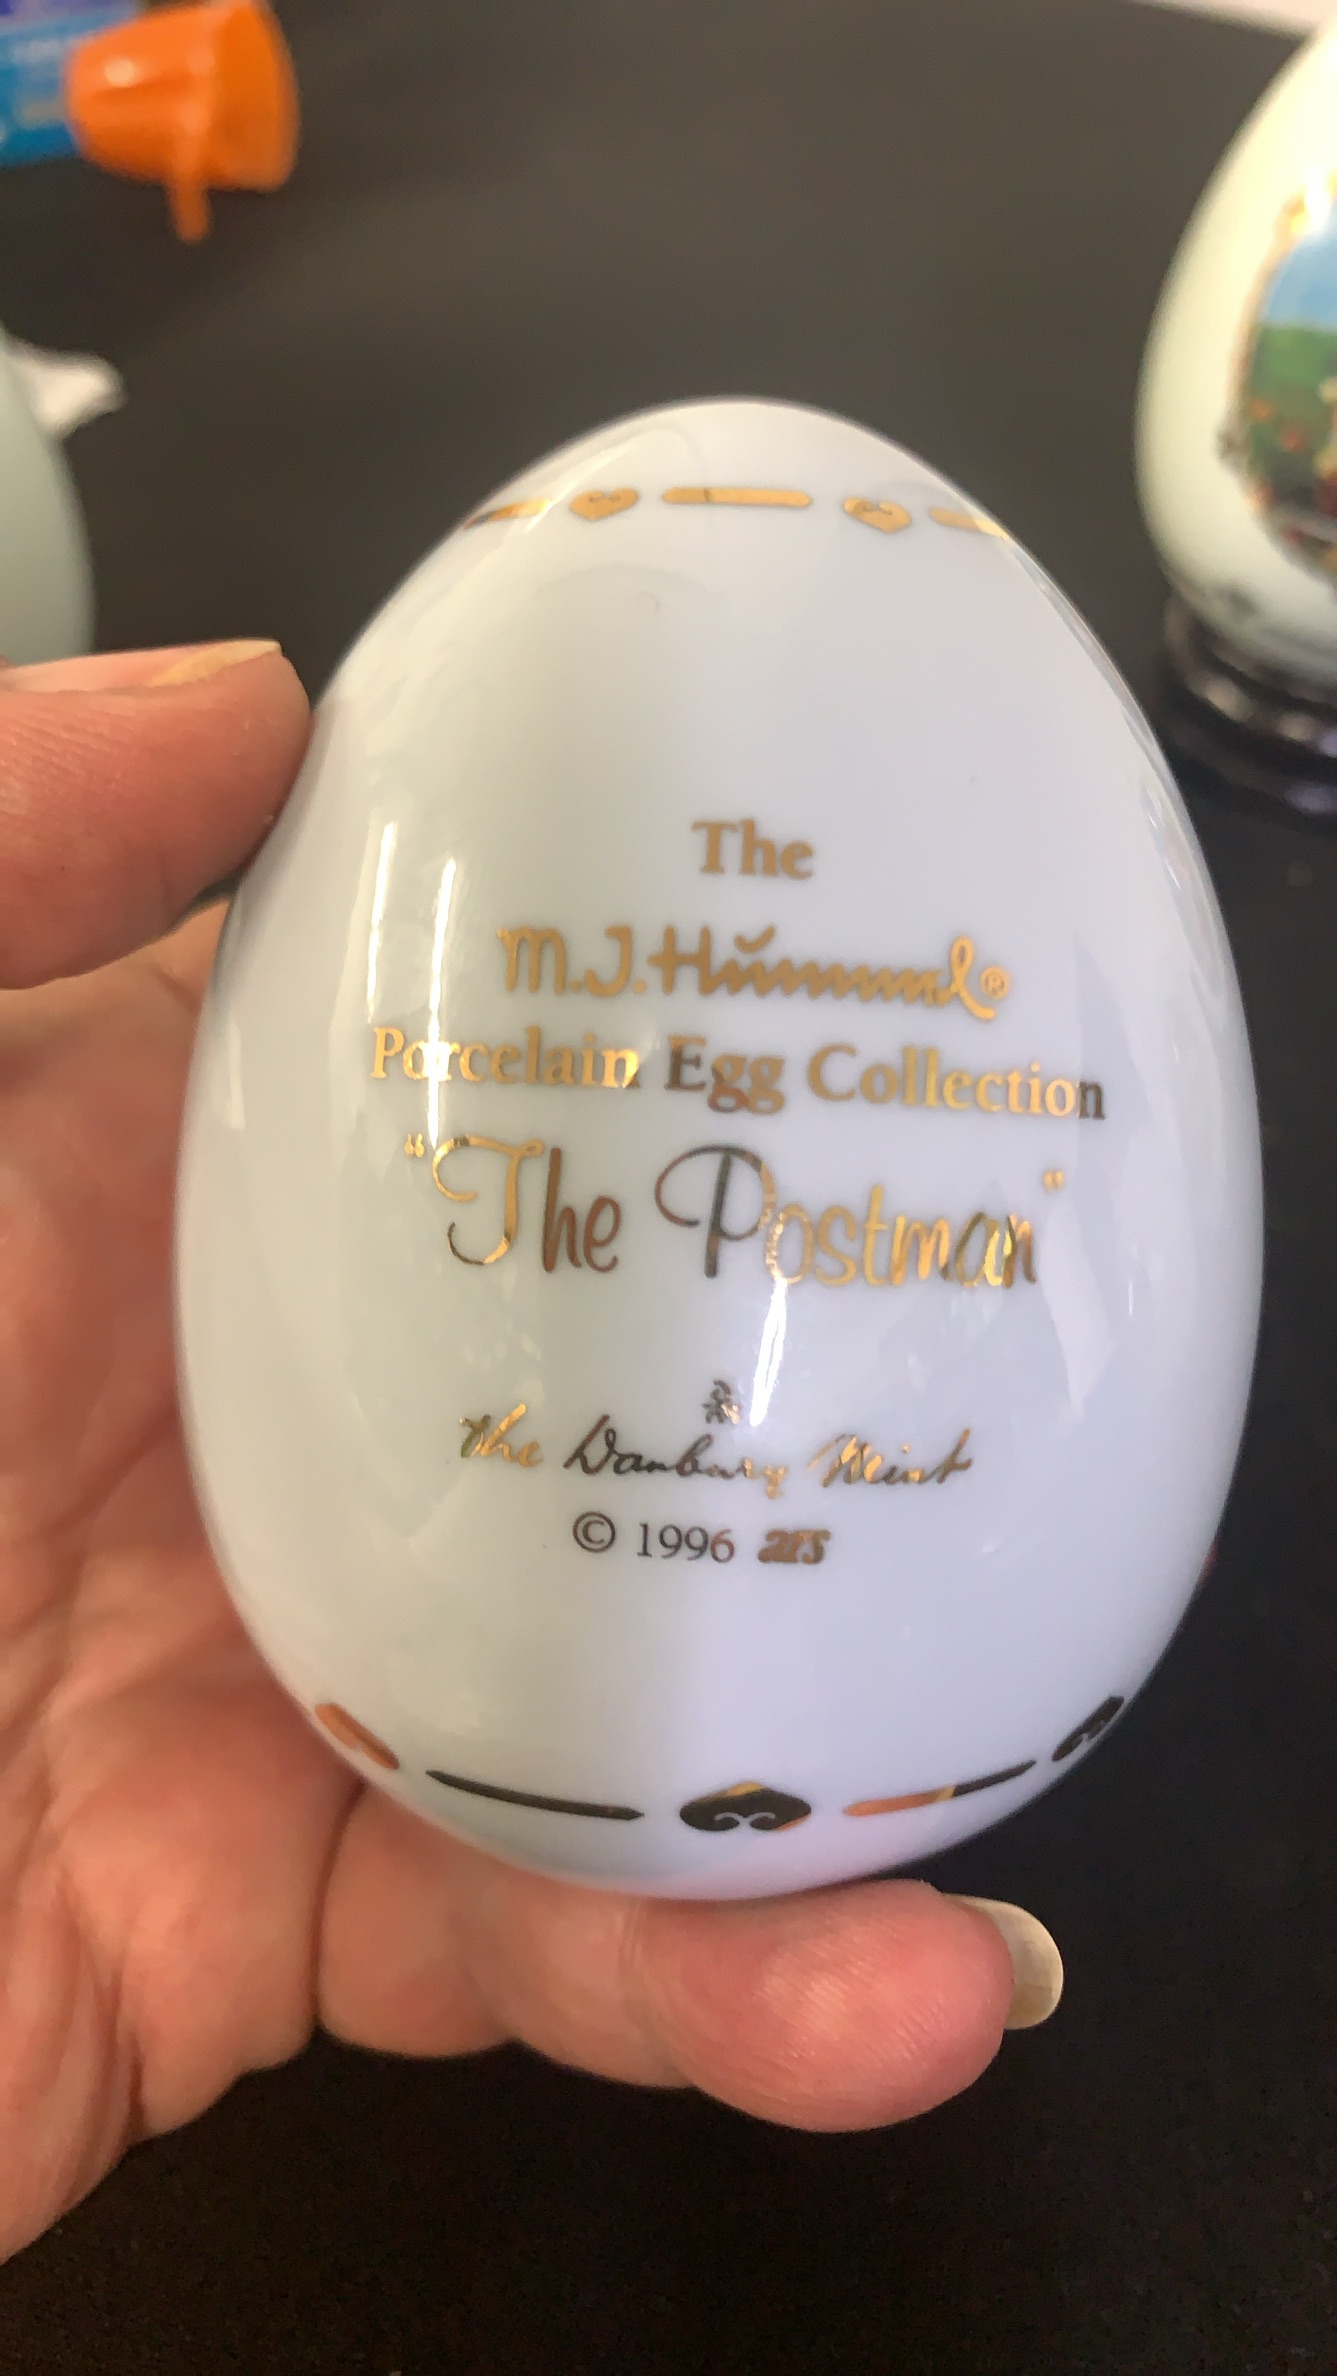 The
M.J. Hummel®
Porcelain Egg Collection
"The Postman"
The Danbury Mint
© 1996 ars